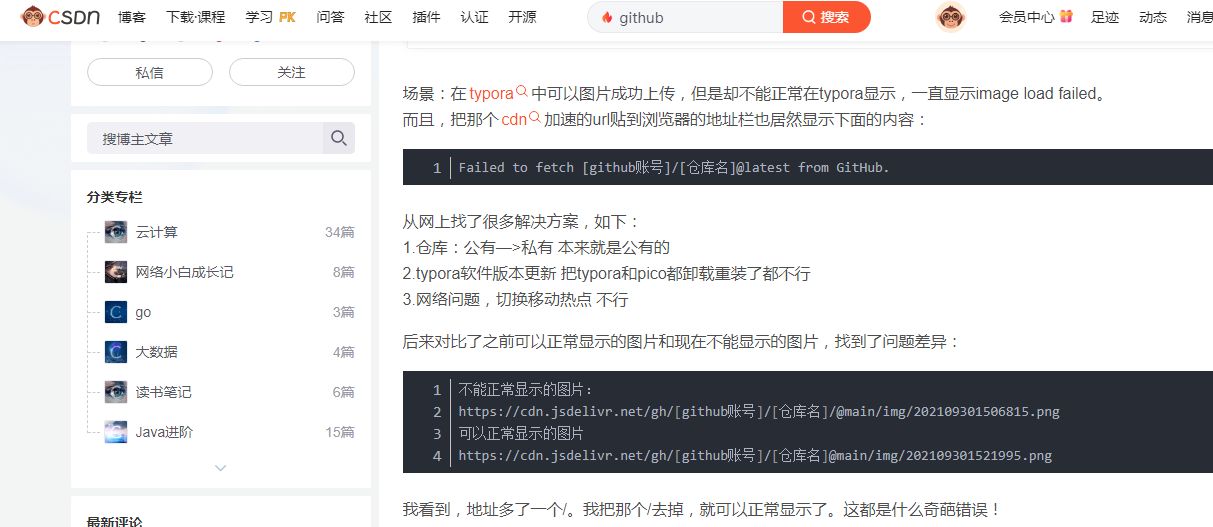 CSDN 博客 下载·课程 学习 PK 问答 社区 插件 认证 开源 github 搜索 会员中心 足迹 动态 消息
私信 关注
搜博主文章
分类专栏
云计算 34篇
网络小白成长记 8篇
go 3篇
大数据 4篇
读书笔记 6篇
Java进阶 15篇
最新评论
场景：在typora中可以图片成功上传，但是却不能正常在typora显示，一直显示image load failed。
而且，把那个cdn加速的url贴到浏览器的地址栏也居然显示下面的内容：
1 Failed to fetch [github账号]/[仓库名]@latest from GitHub.
从网上找了很多解决方案，如下：
1.仓库：公有—>私有 本来就是公有的
2.typora软件版本更新 把typora和pico都卸载重装了都不行
3.网络问题，切换移动热点 不行
后来对比了之前可以正常显示的图片和现在不能显示的图片，找到了问题差异：
1 不能正常显示的图片：
2 https://cdn.jsdelivr.net/gh/[github账号]/[仓库名]/@main/img/202109301506815.png
3 可以正常显示的图片
4 https://cdn.jsdelivr.net/gh/[github账号]/[仓库名]@main/img/202109301521995.png
我看到，地址多了一个/。我把那个/去掉，就可以正常显示了。这都是什么奇葩错误！